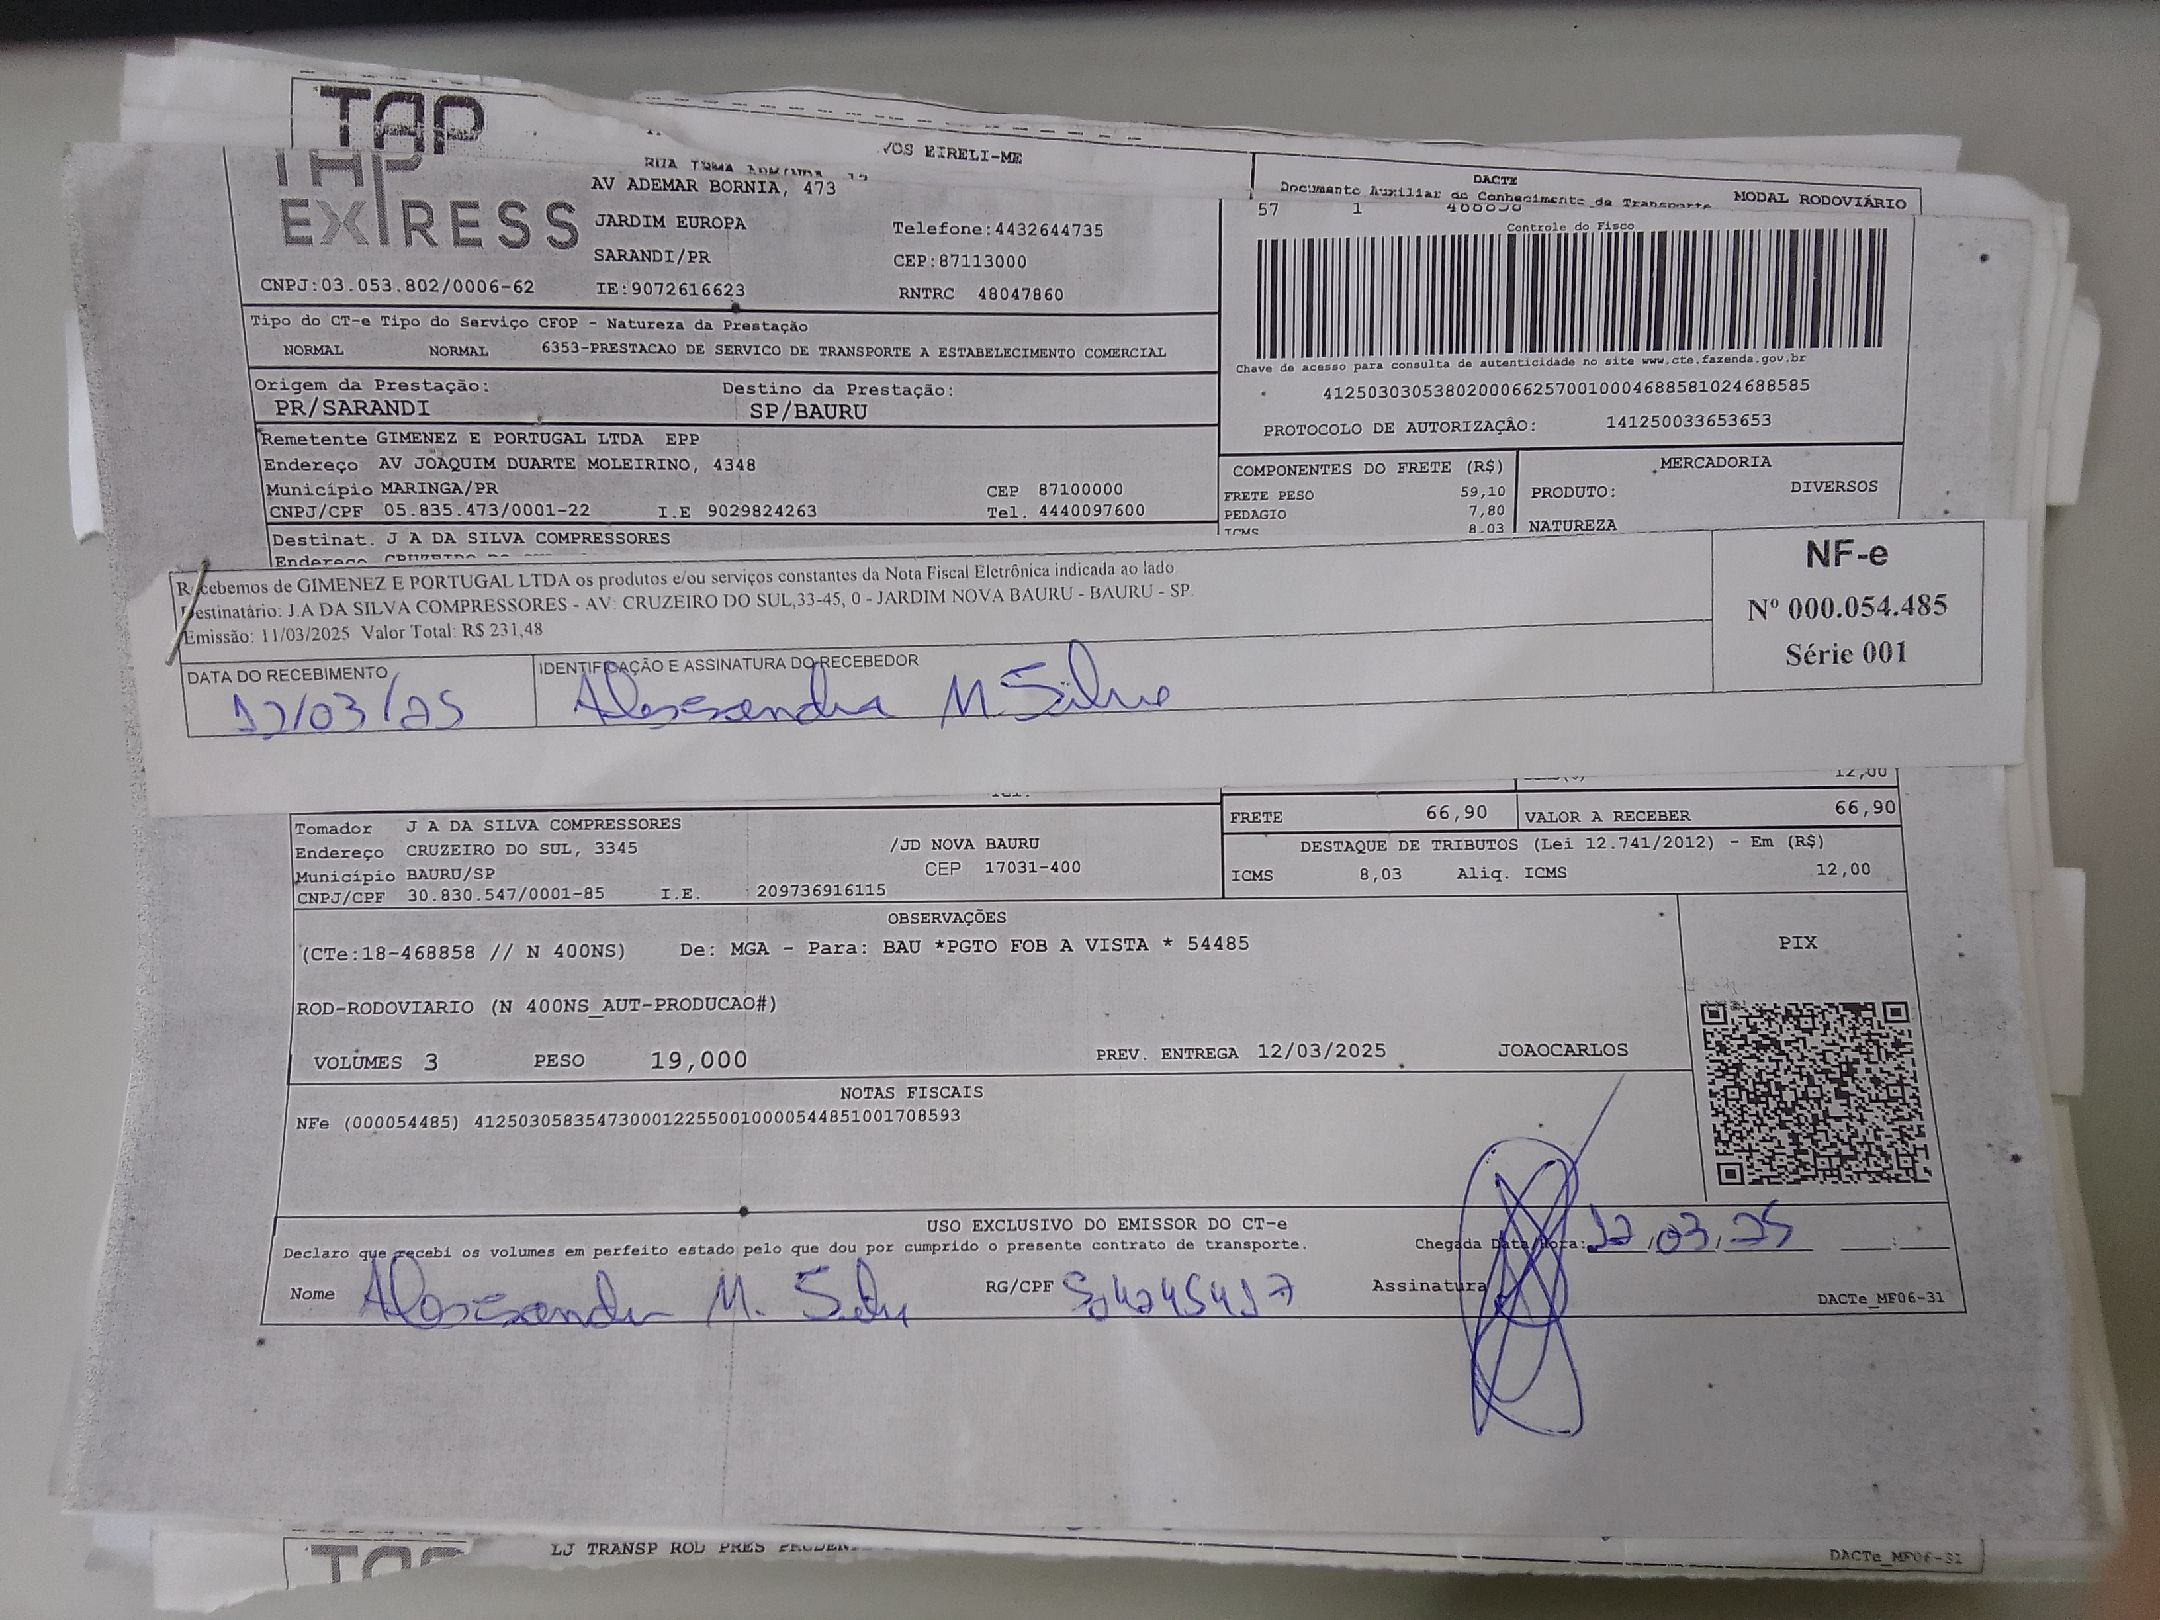 TAP
VOS EIRELI-ME
DACTE
Documento Auxiliar do Conhecimento de Transporte
MODAL RODOVIÁRIO
TAP
EXPRESS
AV ADEMAR BORNIA, 473
JARDIM EUROPA
Telefone:4432644735
SARANDI/PR
CEP:87113000
CNPJ:03.053.802/0006-62
IE:9072616623
RNTRC 48047860
57 1
Controle do Fisco
Tipo do CT-e Tipo do Serviço CFOP - Natureza da Prestação
NORMAL NORMAL 6353-PRESTACAO DE SERVICO DE TRANSPORTE A ESTABELECIMENTO COMERCIAL
Chave de acesso para consulta de autenticidade no site www.cte.fazenda.gov.br
41250303053802000662570010004688581024688585
PROTOCOLO DE AUTORIZAÇÃO: 141250033653653
Origem da Prestação: Destino da Prestação:
PR/SARANDI SP/BAURU
Remetente GIMENEZ E PORTUGAL LTDA EPP
Endereço AV JOAQUIM DUARTE MOLEIRINO, 4348
Município MARINGA/PR CEP 87100000
CNPJ/CPF 05.835.473/0001-22 I.E 9029824263 Tel. 4440097600
COMPONENTES DO FRETE (R$)
FRETE PESO 59,10
PEDAGIO 7,80
ICMS 8.03
MERCADORIA
PRODUTO: DIVERSOS
NATUREZA
Destinat. J A DA SILVA COMPRESSORES
Endereço
Recebemos de GIMENEZ E PORTUGAL LTDA os produtos e/ou serviços constantes da Nota Fiscal Eletrônica indicada ao lado
Destinatário: J.A DA SILVA COMPRESSORES - AV: CRUZEIRO DO SUL,33-45, 0 - JARDIM NOVA BAURU - BAURU - SP.
Emissão: 11/03/2025 Valor Total: R$ 231,48
NF-e
Nº 000.054.485
Série 001
DATA DO RECEBIMENTO
12/03/25
IDENTIFICAÇÃO E ASSINATURA DO RECEBEDOR
Alessandra M Silva
12,00
Tomador J A DA SILVA COMPRESSORES
Endereço CRUZEIRO DO SUL, 3345 /JD NOVA BAURU
Município BAURU/SP CEP 17031-400
CNPJ/CPF 30.830.547/0001-85 I.E. 209736916115
FRETE 66,90 VALOR A RECEBER 66,90
DESTAQUE DE TRIBUTOS (Lei 12.741/2012) - Em (R$)
ICMS 8,03 Aliq. ICMS 12,00
OBSERVAÇÕES
(CTe:18-468858 // N 400NS) De: MGA - Para: BAU *PGTO FOB A VISTA * 54485
PIX
ROD-RODOVIARIO (N 400NS_AUT-PRODUCAO#)
VOLUMES 3 PESO 19,000 PREV. ENTREGA 12/03/2025 JOAOCARLOS
NOTAS FISCAIS
NFe (000054485) 41250305835473000122550010000544851001708593
USO EXCLUSIVO DO EMISSOR DO CT-e
Declaro que recebi os volumes em perfeito estado pelo que dou por cumprido o presente contrato de transporte.
Chegada Data/Hora: 12,03,25
Nome Alessandra M. Silva RG/CPF Assinatura
DACTe_MF06-31
LJ TRANSP ROD PRES
DACTe_MF06-31